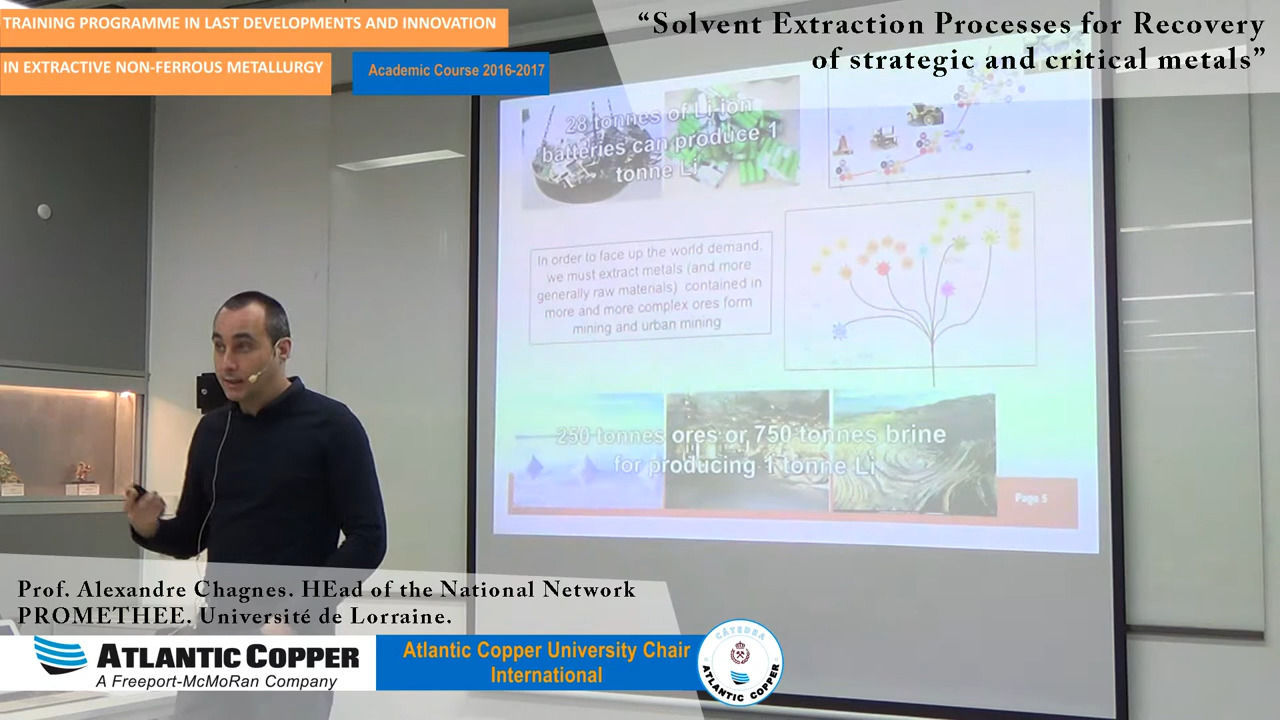 TRAINING PROGRAMME IN LAST DEVELOPMENTS AND INNOVATION
IN EXTRACTIVE NON-FERROUS METALLURGY
Academic Course 2016-2017
“Solvent Extraction Processes for Recovery
of strategic and critical metals”
28 tonnes of Li-ion
batteries can produce 1
tonne Li
In order to face up the world demand,
we must extract metals (and more
generally raw materials) contained in
more and more complex ores form
mining and urban mining
250 tonnes ores or 750 tonnes brine
for producing 1 tonne Li
Page 5
Prof. Alexandre Chagnes. HEad of the National Network
PROMETHEE. Université de Lorraine.
ATLANTIC COPPER
A Freeport-McMoRan Company
Atlantic Copper University Chair
International
CÁTEDRA
ATLANTIC COPPER